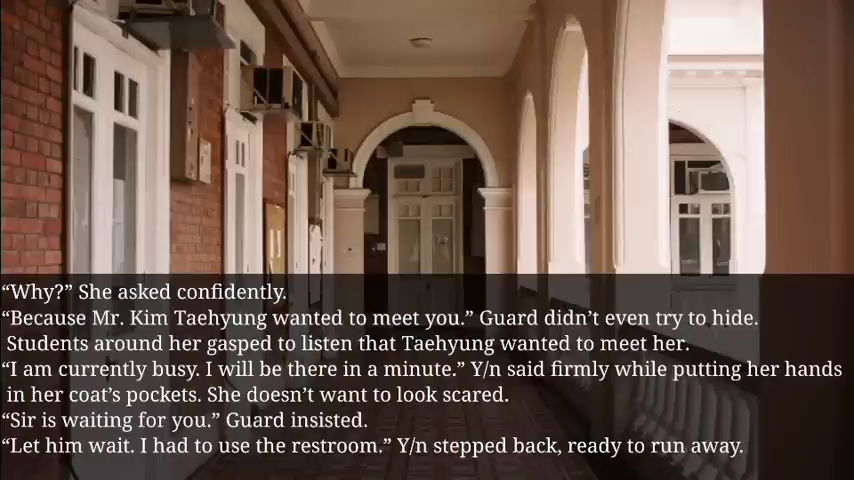 “Why?” She asked confidently.
“Because Mr. Kim Taehyung wanted to meet you.” Guard didn’t even try to hide.
Students around her gasped to listen that Taehyung wanted to meet her.
“I am currently busy. I will be there in a minute.” Y/n said firmly while putting her hands
in her coat’s pockets. She doesn’t want to look scared.
“Sir is waiting for you.” Guard insisted.
“Let him wait. I had to use the restroom.” Y/n stepped back, ready to run away.